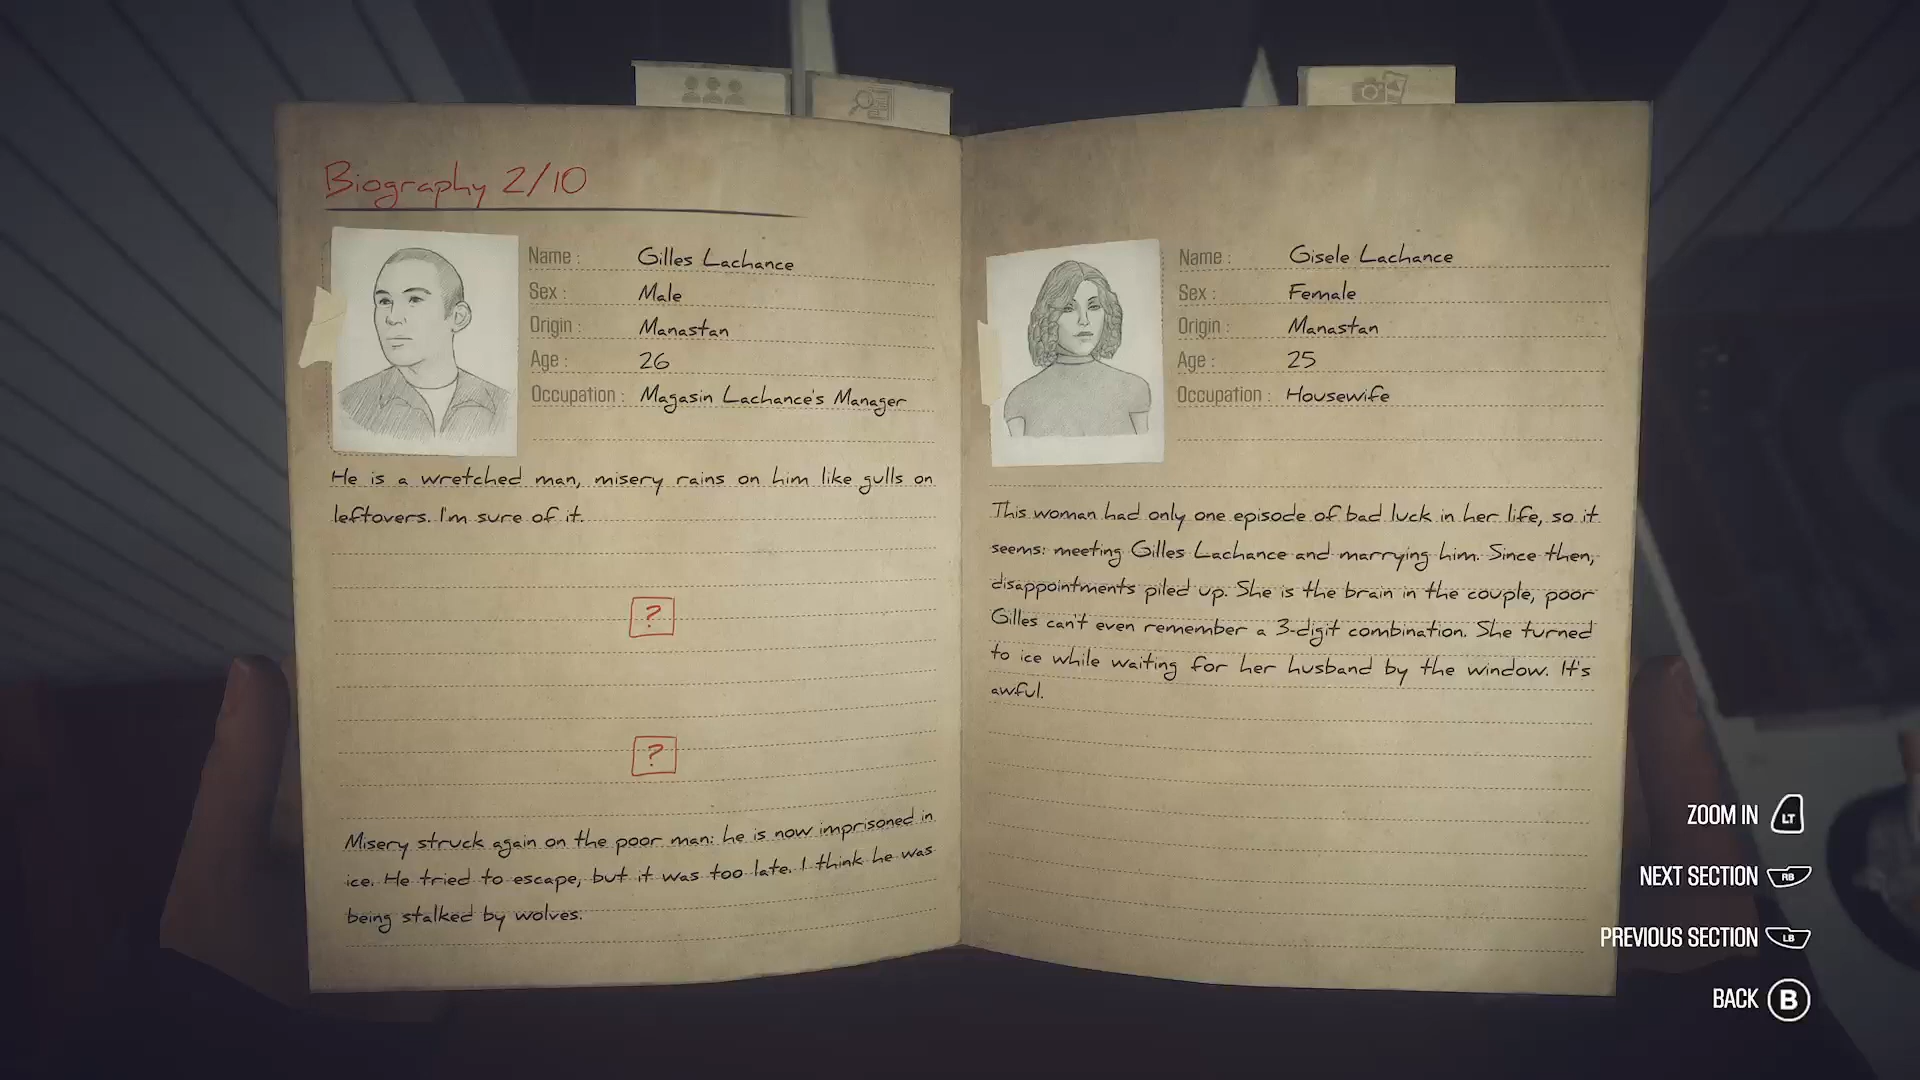 Biography 2/10
Name : Gilles Lachance
Sex : Male
Origin : Manastan
Age : 26
Occupation : Magasin Lachance's Manager
He is a wretched man, misery rains on him like gulls on
leftovers. I'm sure of it.
?
?
Misery struck again on the poor man: he is now imprisoned in
ice. He tried to escape, but it was too late. I think he was
being stalked by wolves.
Name : Gisele Lachance
Sex : Female
Origin : Manastan
Age : 25
Occupation : Housewife
This woman had only one episode of bad luck in her life, so it
seems: meeting Gilles Lachance and marrying him. Since then,
disappointments piled up. She is the brain in the couple, poor
Gilles can't even remember a 3-digit combination. She turned
to ice while waiting for her husband by the window. It's
awful.
ZOOM IN LT
NEXT SECTION RB
PREVIOUS SECTION LB
BACK B